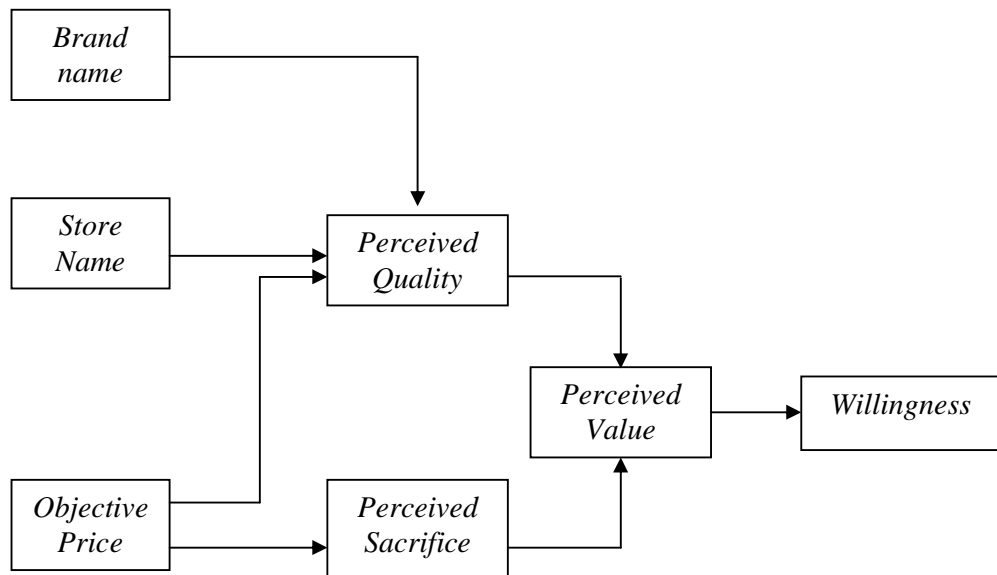 Brand
name
Store
Name
Perceived
Quality
Perceived
Value
Willingness
Objective
Price
Perceived
Sacrifice